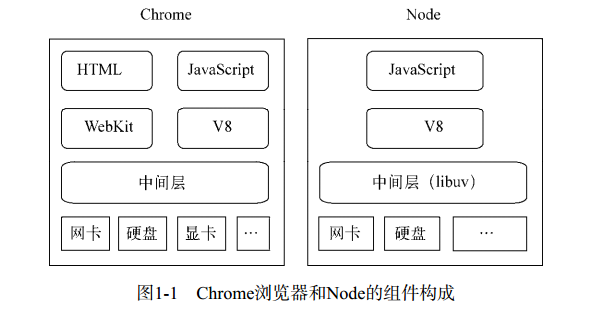 Chrome
Node
HTML
JavaScript
WebKit
V8
中间层
网卡
硬盘
显卡
…
JavaScript
V8
中间层（libuv）
网卡
硬盘
…
图1-1 Chrome浏览器和Node的组件构成